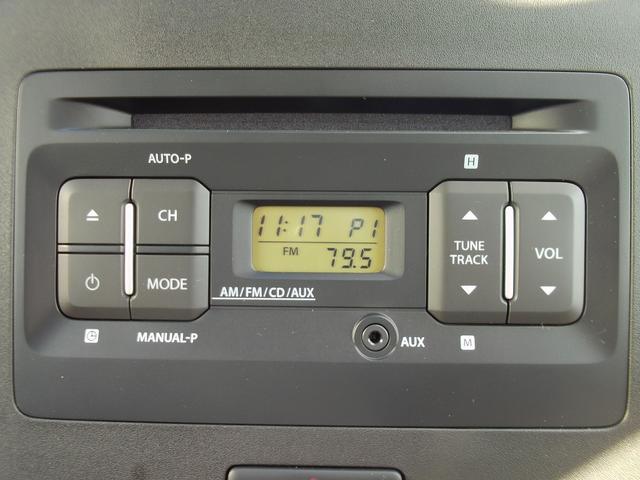 AUTO-P
H
CH
11:17 P1
FM 79.5
TUNE
TRACK
VOL
MODE
AM/FM/CD/AUX
MANUAL-P
AUX
M